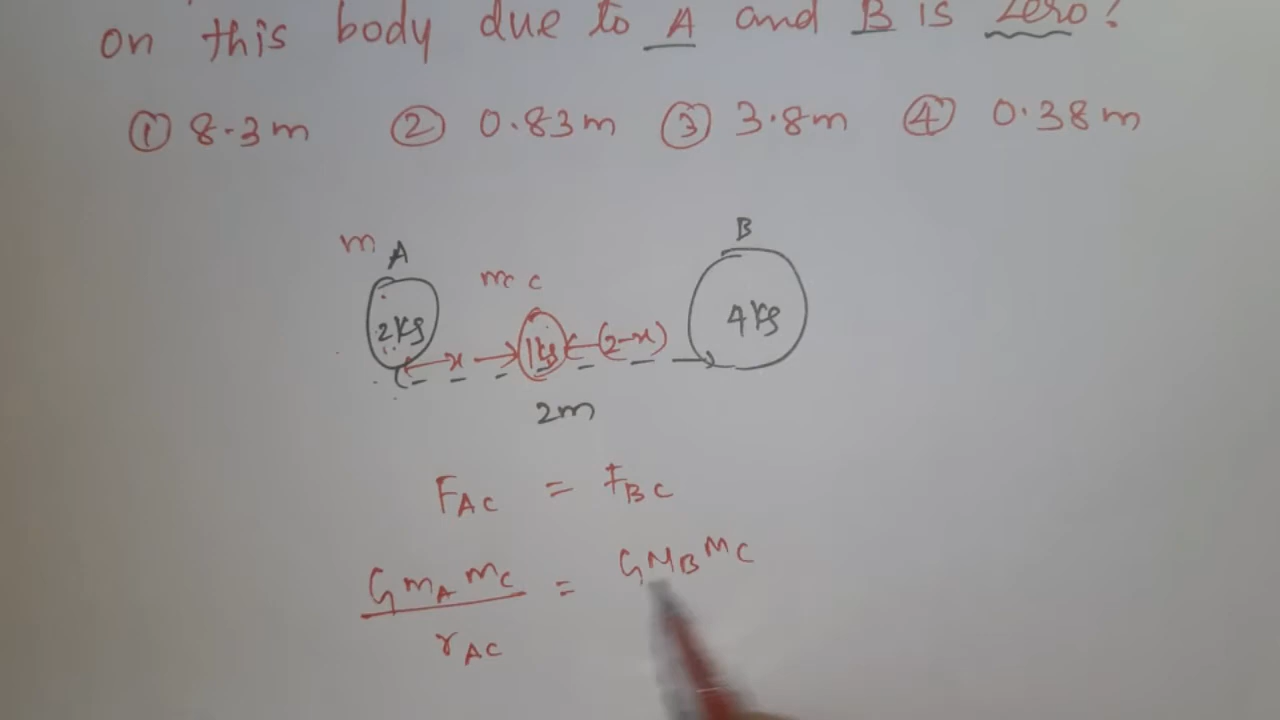 on this body due to A and B is zero?
① 8.3m ② 0.83m ③ 3.8m ④ 0.38m
m A B
mc C
2kg 1kg 4kg
x (2-x)
2m
FAC = FBC
GmAmC = GMBMC
rAC